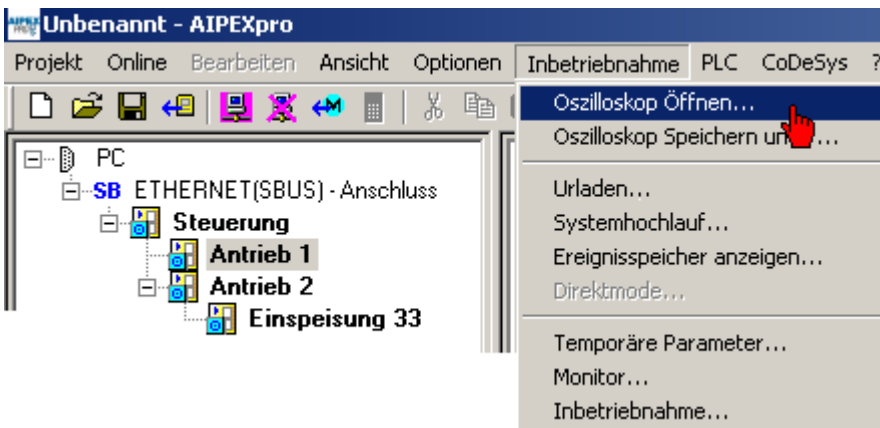 Unbenannt - AIPEXpro
Projekt Online Bearbeiten Ansicht Optionen Inbetriebnahme PLC CoDeSys ?
PC
SB ETHERNET(SBUS) - Anschluss
Steuerung
Antrieb 1
Antrieb 2
Einspeisung 33
Oszilloskop Öffnen...
Oszilloskop Speichern ...
Urladen...
Systemhochlauf...
Ereignisspeicher anzeigen...
Direktmode...
Temporäre Parameter...
Monitor...
Inbetriebnahme...